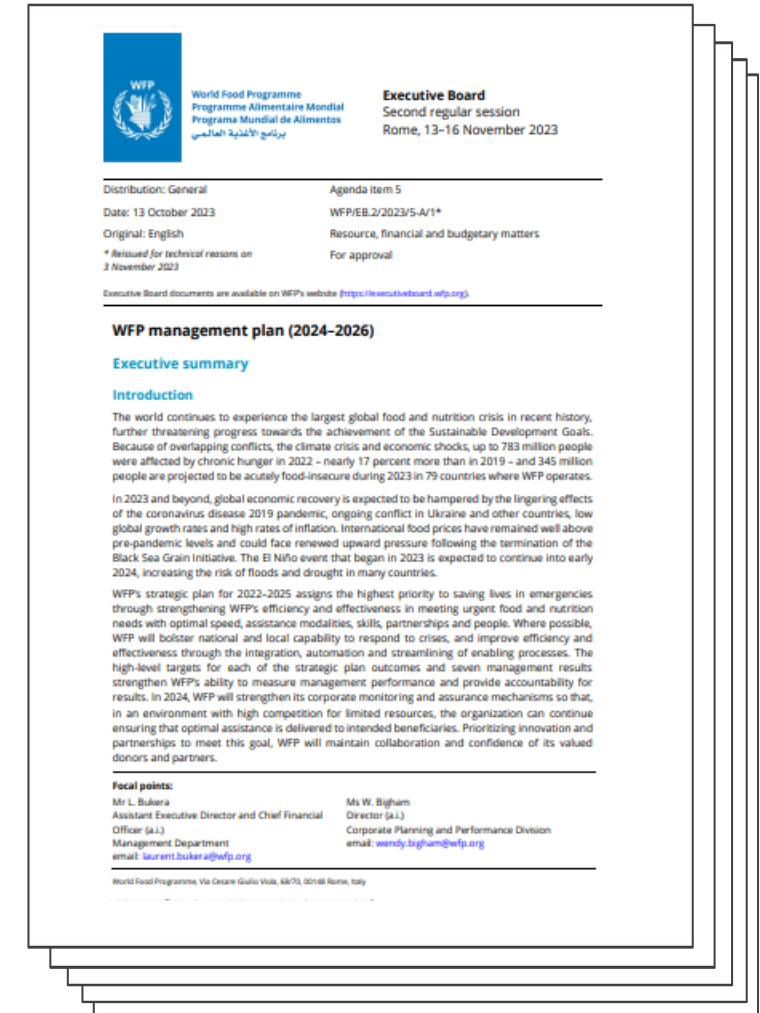 WFP
World Food Programme
Programme Alimentaire Mondial
Programa Mundial de Alimentos
برنامج الأغذية العالمي
Executive Board
Second regular session
Rome, 13–16 November 2023
Distribution: General
Agenda item 5
Date: 13 October 2023
WFP/EB.2/2023/5-A/1*
Original: English
Resource, financial and budgetary matters
* Reissued for technical reasons on
3 November 2023
For approval
Executive Board documents are available on WFP's website (https://executiveboard.wfp.org).
WFP management plan (2024–2026)
Executive summary
Introduction
The world continues to experience the largest global food and nutrition crisis in recent history,
further threatening progress towards the achievement of the Sustainable Development Goals.
Because of overlapping conflicts, the climate crisis and economic shocks, up to 783 million people
were affected by chronic hunger in 2022 – nearly 17 percent more than in 2019 – and 345 million
people are projected to be acutely food-insecure during 2023 in 79 countries where WFP operates.
In 2023 and beyond, global economic recovery is expected to be hampered by the lingering effects
of the coronavirus disease 2019 pandemic, ongoing conflict in Ukraine and other countries, low
global growth rates and high rates of inflation. International food prices have remained well above
pre-pandemic levels and could face renewed upward pressure following the termination of the
Black Sea Grain Initiative. The El Niño event that began in 2023 is expected to continue into early
2024, increasing the risk of floods and drought in many countries.
WFP's strategic plan for 2022–2025 assigns the highest priority to saving lives in emergencies
through strengthening WFP's efficiency and effectiveness in meeting urgent food and nutrition
needs with optimal speed, assistance modalities, skills, partnerships and people. Where possible,
WFP will bolster national and local capability to respond to crises, and improve efficiency and
effectiveness through the integration, automation and streamlining of enabling processes. The
high-level targets for each of the strategic plan outcomes and seven management results
strengthen WFP's ability to measure management performance and provide accountability for
results. In 2024, WFP will strengthen its corporate monitoring and assurance mechanisms so that,
in an environment with high competition for limited resources, the organization can continue
ensuring that optimal assistance is delivered to intended beneficiaries. Prioritizing innovation and
partnerships to meet this goal, WFP will maintain collaboration and confidence of its valued
donors and partners.
Focal points:
Mr L. Bukera
Assistant Executive Director and Chief Financial
Officer (a.i.)
Management Department
email: laurent.bukera@wfp.org
Ms W. Bigham
Director (a.i.)
Corporate Planning and Performance Division
email: wendy.bigham@wfp.org
World Food Programme, Via Cesare Giulio Viola, 68/70, 00148 Rome, Italy